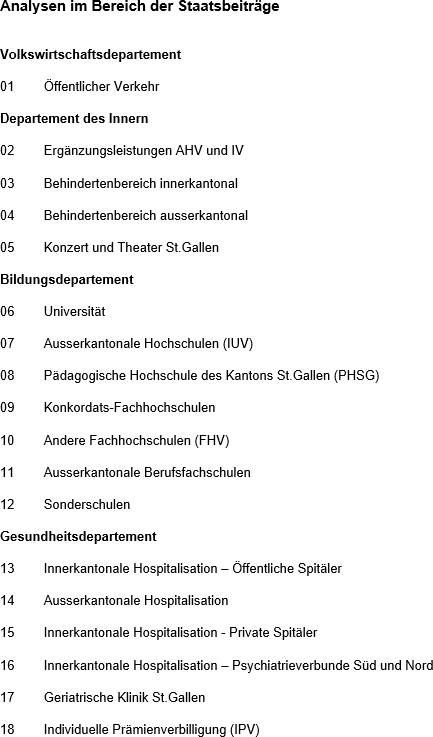 Analysen im Bereich der Staatsbeiträge
Volkswirtschaftsdepartement
01 Öffentlicher Verkehr
Departement des Innern
02 Ergänzungsleistungen AHV und IV
03 Behindertenbereich innerkantonal
04 Behindertenbereich ausserkantonal
05 Konzert und Theater St.Gallen
Bildungsdepartement
06 Universität
07 Ausserkantonale Hochschulen (IUV)
08 Pädagogische Hochschule des Kantons St.Gallen (PHSG)
09 Konkordats-Fachhochschulen
10 Andere Fachhochschulen (FHV)
11 Ausserkantonale Berufsfachschulen
12 Sonderschulen
Gesundheitsdepartement
13 Innerkantonale Hospitalisation – Öffentliche Spitäler
14 Ausserkantonale Hospitalisation
15 Innerkantonale Hospitalisation - Private Spitäler
16 Innerkantonale Hospitalisation – Psychiatrieverbunde Süd und Nord
17 Geriatrische Klinik St.Gallen
18 Individuelle Prämienverbilligung (IPV)